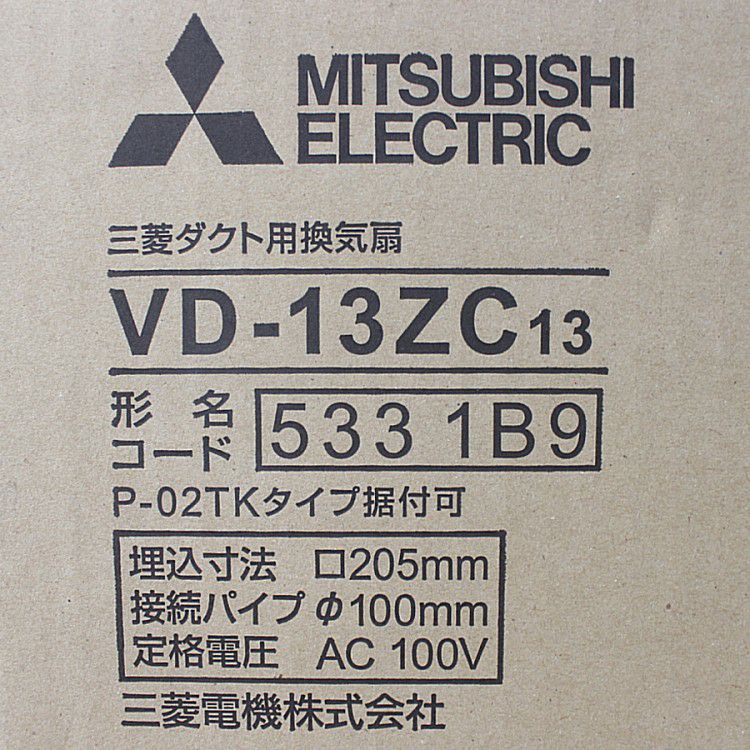 MITSUBISHI
ELECTRIC
三菱ダクト用換気扇
VD-13ZC13
形名
コード
533 1B9
P-02TKタイプ据付可
埋込寸法 □205mm
接続パイプ φ100mm
定格電圧 AC 100V
三菱電機株式会社